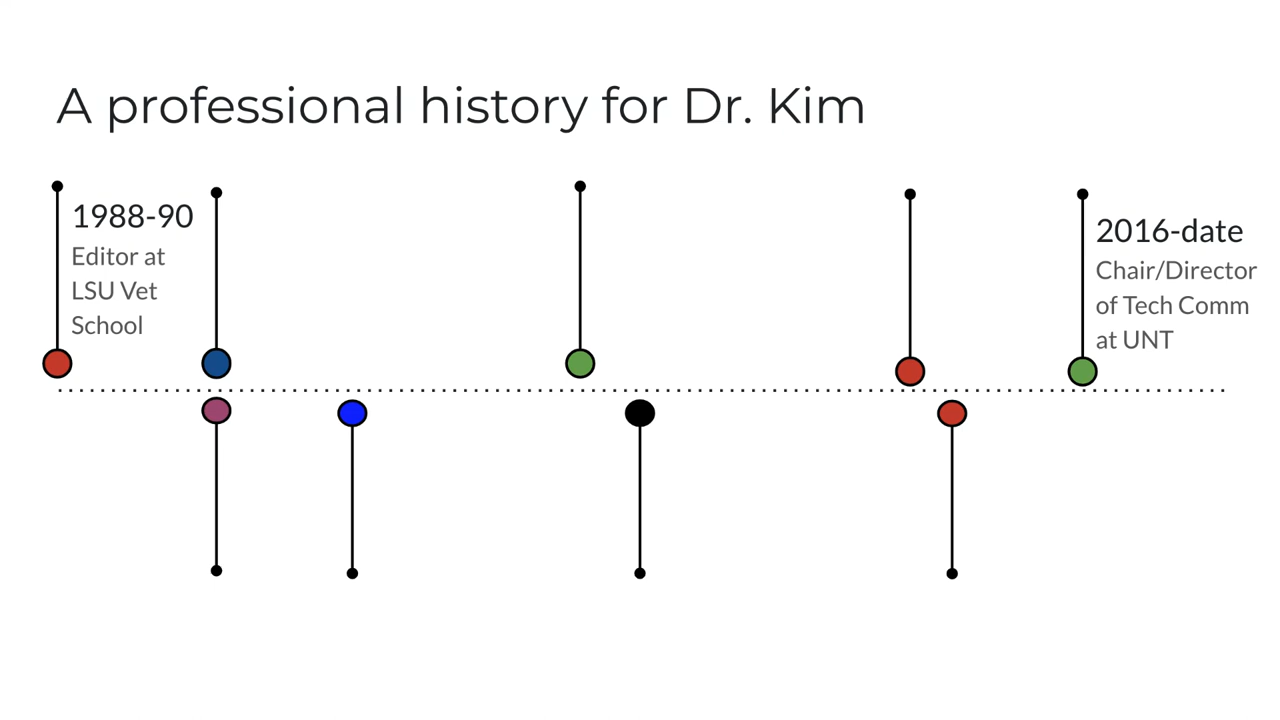 A professional history for Dr. Kim
1988-90
Editor at
LSU Vet
School
2016-date
Chair/Director
of Tech Comm
at UNT